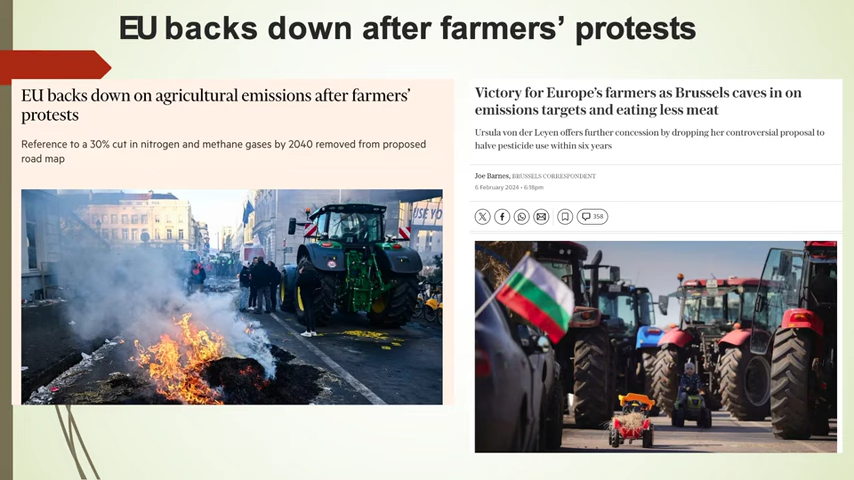 EU backs down after farmers’ protests
EU backs down on agricultural emissions after farmers’
protests
Reference to a 30% cut in nitrogen and methane gases by 2040 removed from proposed
road map
USE YOU
Victory for Europe’s farmers as Brussels caves in on
emissions targets and eating less meat
Ursula von der Leyen offers further concession by dropping her controversial proposal to
halve pesticide use within six years
Joe Barnes, BRUSSELS CORRESPONDENT
6 February 2024 • 6:18pm
358